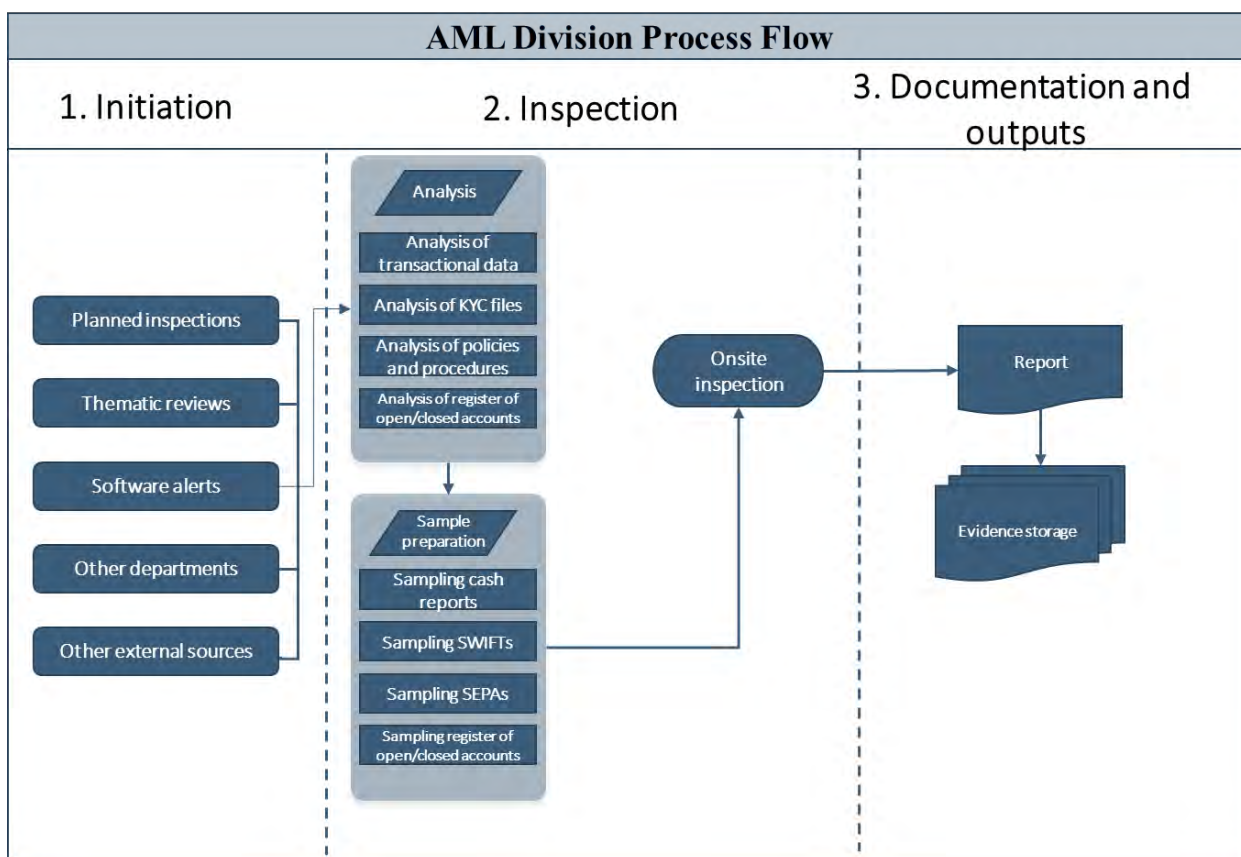 AML Division Process Flow
1. Initiation
2. Inspection
3. Documentation and
outputs
Planned inspections
Thematic reviews
Software alerts
Other departments
Other external sources
Analysis
Analysis of
transactional data
Analysis of KYC files
Analysis of policies
and procedures
Analysis of register of
open/closed accounts
Sample
preparation
Sampling cash
reports
Sampling SWIFTs
Sampling SEPAs
Sampling register of
open/closed accounts
Onsite
inspection
Report
Evidence storage